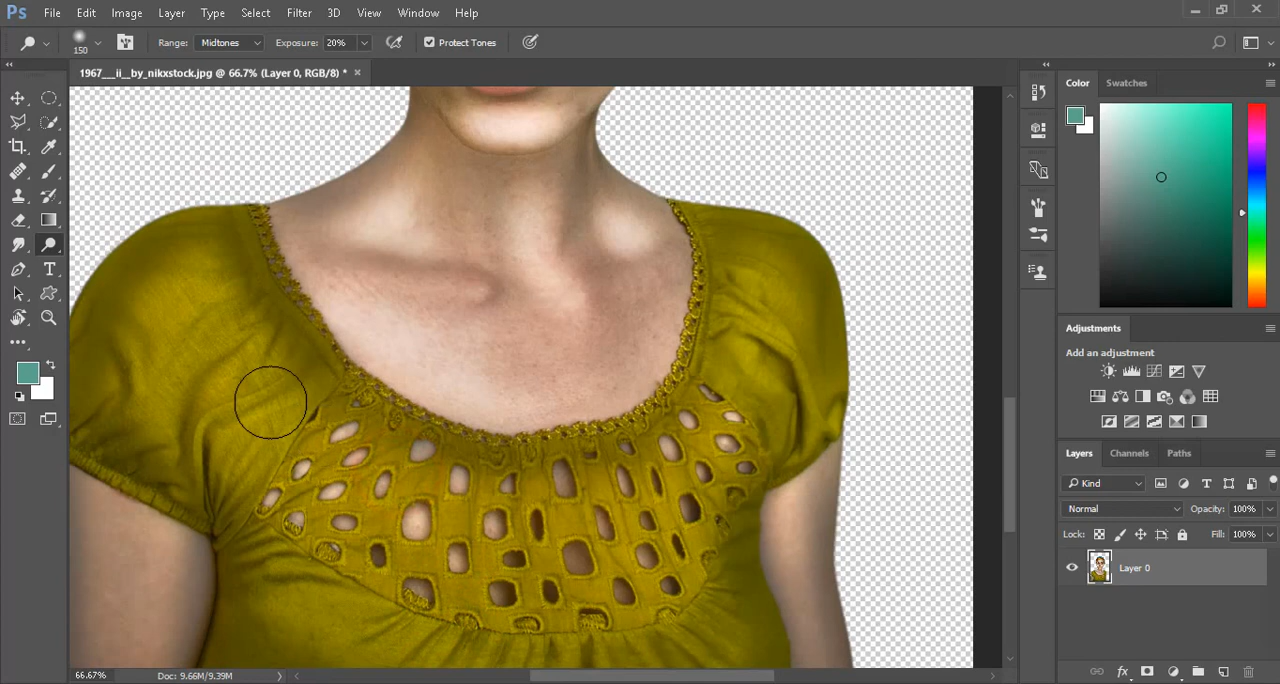 Ps File Edit Image Layer Type Select Filter 3D View Window Help
150 Range: Midtones Exposure: 20% Protect Tones
1967___ii__by_nikxstock.jpg @ 66.7% (Layer 0, RGB/8) * ×
Color Swatches
T
Adjustments
Add an adjustment
Layers Channels Paths
Kind T
Normal Opacity: 100%
Lock: Fill: 100%
Layer 0
66.67% Doc: 9.66M/9.39M
fx